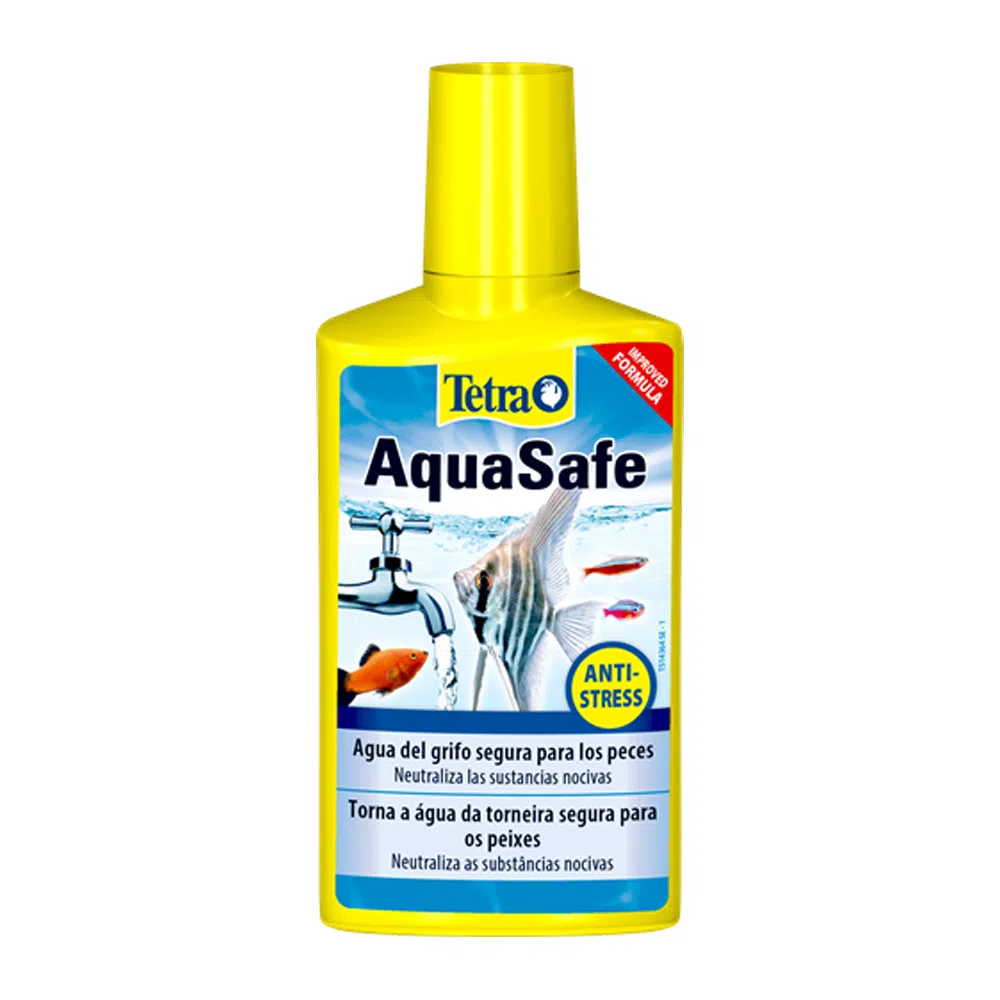 Tetra
IMPROVED
FORMULA
AquaSafe
ANTI-
STRESS
Agua del grifo segura para los peces
Neutraliza las sustancias nocivas
Torna a água da torneira segura para
os peixes
Neutraliza as substâncias nocivas